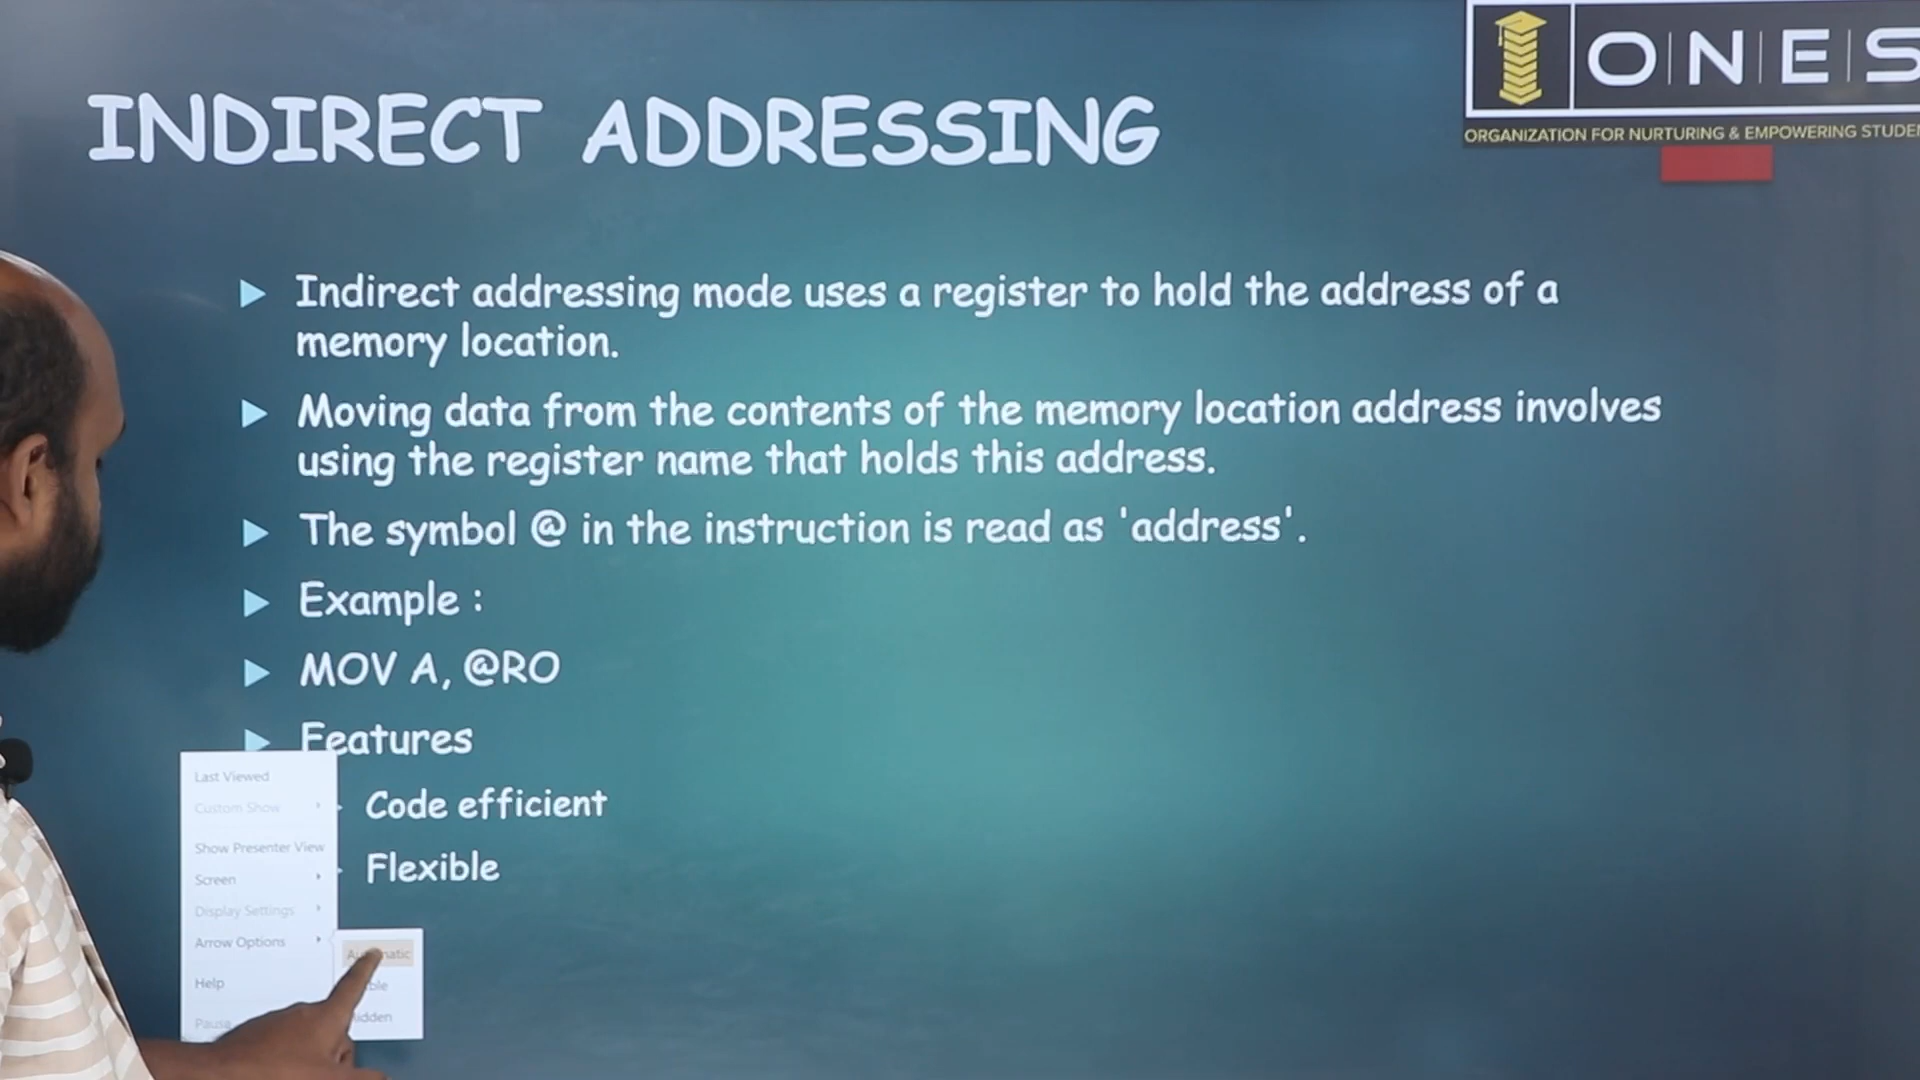 ONES
ORGANIZATION FOR NURTURING & EMPOWERING
INDIRECT ADDRESSING
Indirect addressing mode uses a register to hold the address of a
memory location.
Moving data from the contents of the memory location address involves
using the register name that holds this address.
The symbol @ in the instruction is read as 'address'.
Example :
MOV A, @RO
Features
Code efficient
Flexible
Last Viewed
Custom Show
Show Presenter View
Screen
Display Settings
Arrow Options
Help
Pause